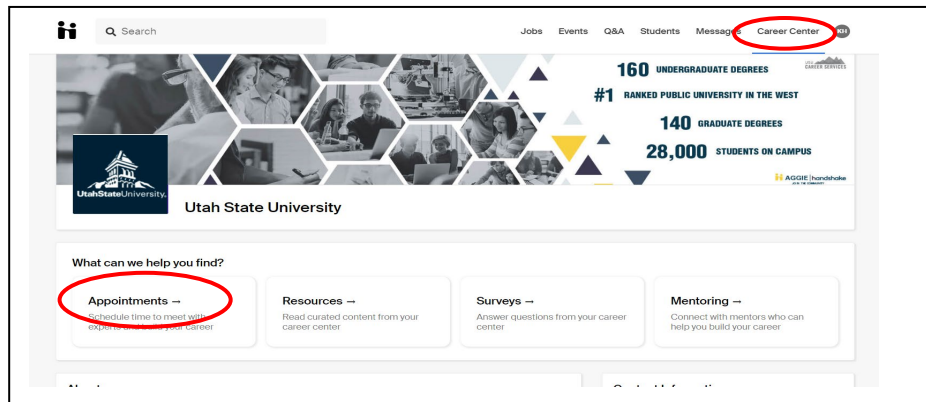 Search
Jobs Events Q&A Students Messages Career Center KH
160 UNDERGRADUATE DEGREES
CAREER SERVICES
#1 RANKED PUBLIC UNIVERSITY IN THE WEST
140 GRADUATE DEGREES
28,000 STUDENTS ON CAMPUS
AGGIE handshake
UtahStateUniversity.
Utah State University
What can we help you find?
Appointments →
Schedule time to meet with
experts and build your career
Resources →
Read curated content from your
career center
Surveys →
Answer questions from your career
center
Mentoring →
Connect with mentors who can
help you build your career